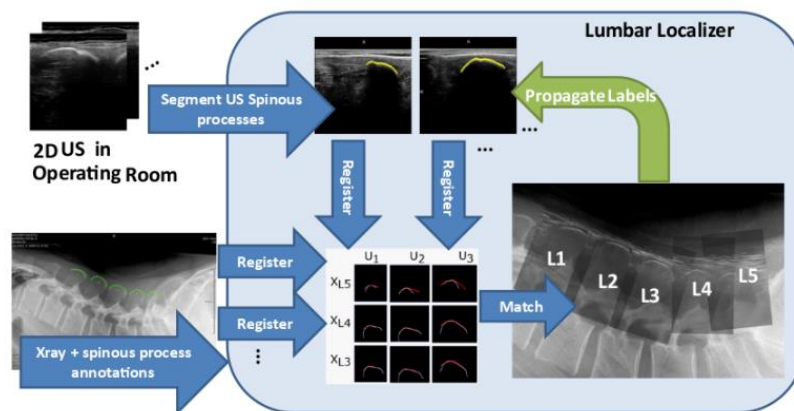 Lumbar Localizer
Segment US Spinous
processes
Propagate Labels
2D US in
Operating Room
...
...
...
Register
Register
U1 U2 U3
Register
XL5
Register
XL4
XL3
Match
L1
L2
L3
L4
L5
Xray + spinous process
annotations
...